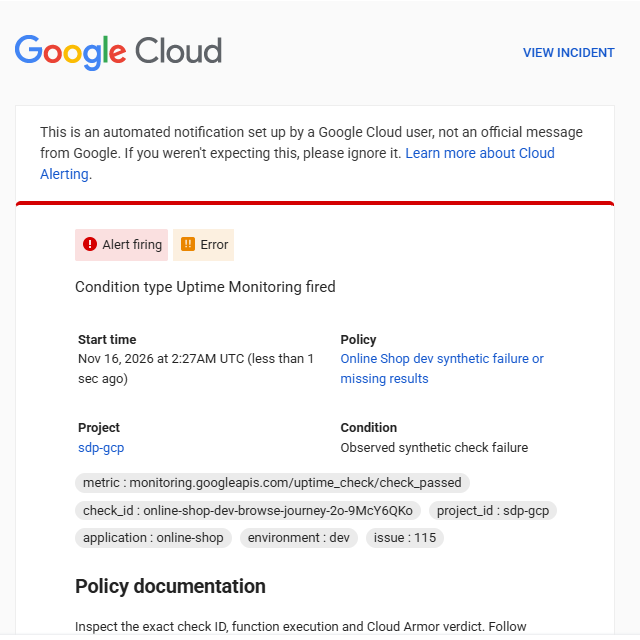 Google Cloud
VIEW INCIDENT
This is an automated notification set up by a Google Cloud user, not an official message
from Google. If you weren't expecting this, please ignore it. Learn more about Cloud
Alerting.
Alert firing
Error
Condition type Uptime Monitoring fired
Start time
Nov 16, 2026 at 2:27AM UTC (less than 1
sec ago)
Policy
Online Shop dev synthetic failure or
missing results
Project
sdp-gcp
Condition
Observed synthetic check failure
metric : monitoring.googleapis.com/uptime_check/check_passed
check_id : online-shop-dev-browse-journey-2o-9McY6QKo
project_id : sdp-gcp
application : online-shop
environment : dev
issue : 115
Policy documentation
Inspect the exact check ID, function execution and Cloud Armor verdict. Follow